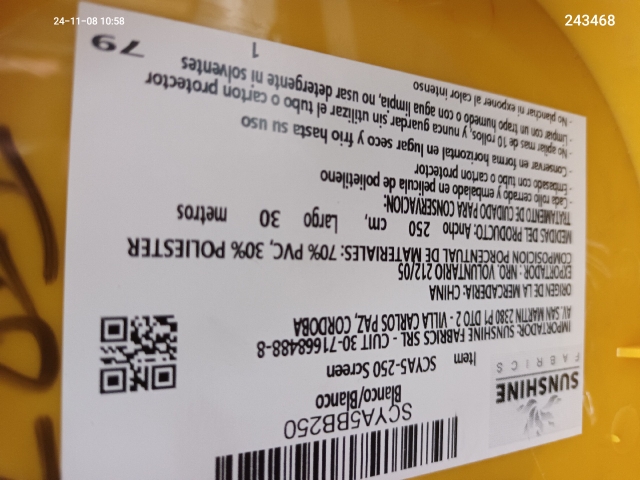 24-11-08 10:58
243468
SUNSHINE
FABRICS
SCYA5BB250
Blanco/Blanco
Item SCYA5-250 Screen
IMPORTADOR: SUNSHINE FABRICS SRL - CUIT 30-71668488-8
AV. SAN MARTIN 2380 P1 DTO 2 - VILLA CARLOS PAZ, CORDOBA
ORIGEN DE LA MERCADERIA: CHINA
EXPORTADOR: NRO. VOLUNTARIO 212/05
COMPOSICION PORCENTUAL DE MATERIALES: 70% PVC, 30% POLIESTER
MEDIDAS DEL PRODUCTO: Ancho 250 cm, Largo 30 metros
TRATAMIENTO DE CUIDADO PARA CONSERVACION:
- Cada rollo cerrado y embalado en película de polietileno
- Embasado con tubo o carton protector
- Conservar en forma horizontal en lugar seco y frio hasta su uso
- No apilar mas de 10 rollos, y nunca guardar sin utilizar el tubo o carton protector
- Limpiar con un trapo humedo o con agua limpia, no usar detergente ni solventes
- No planchar ni exponer al calor intenso
1
79